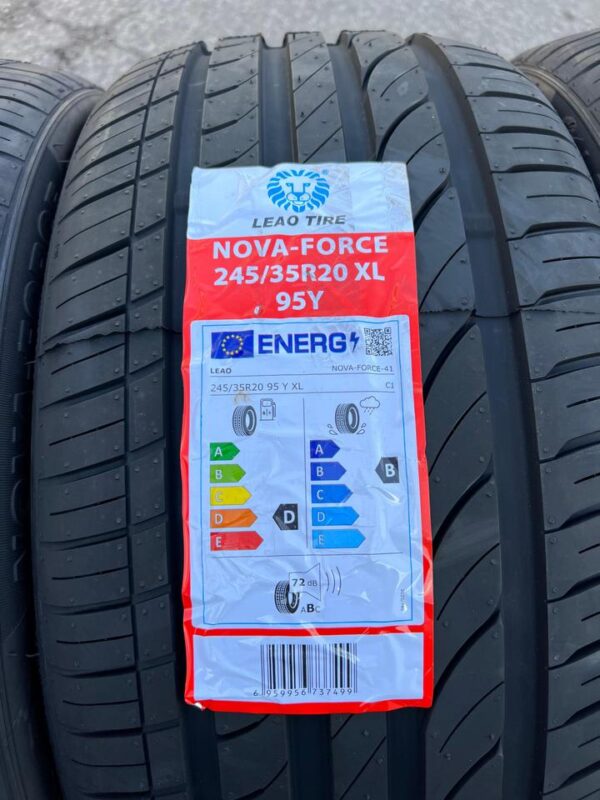 LEAO TIRE
NOVA-FORCE
245/35R20 XL
95Y
ENERG
LEAO NOVA-FORCE-41
245/35R20 95 Y XL C1
A A
B B B
C C
D D D
E E
72 dB
ABC
6 959956 737499